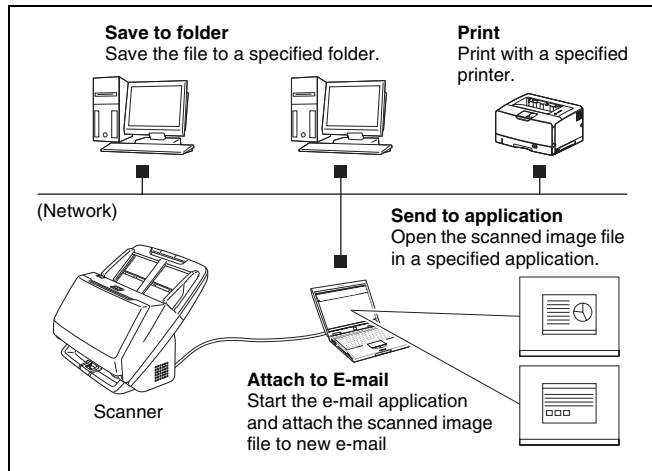 Save to folder
Save the file to a specified folder.
Print
Print with a specified
printer.
(Network)
Send to application
Open the scanned image file
in a specified application.
Scanner
Attach to E-mail
Start the e-mail application
and attach the scanned image
file to new e-mail